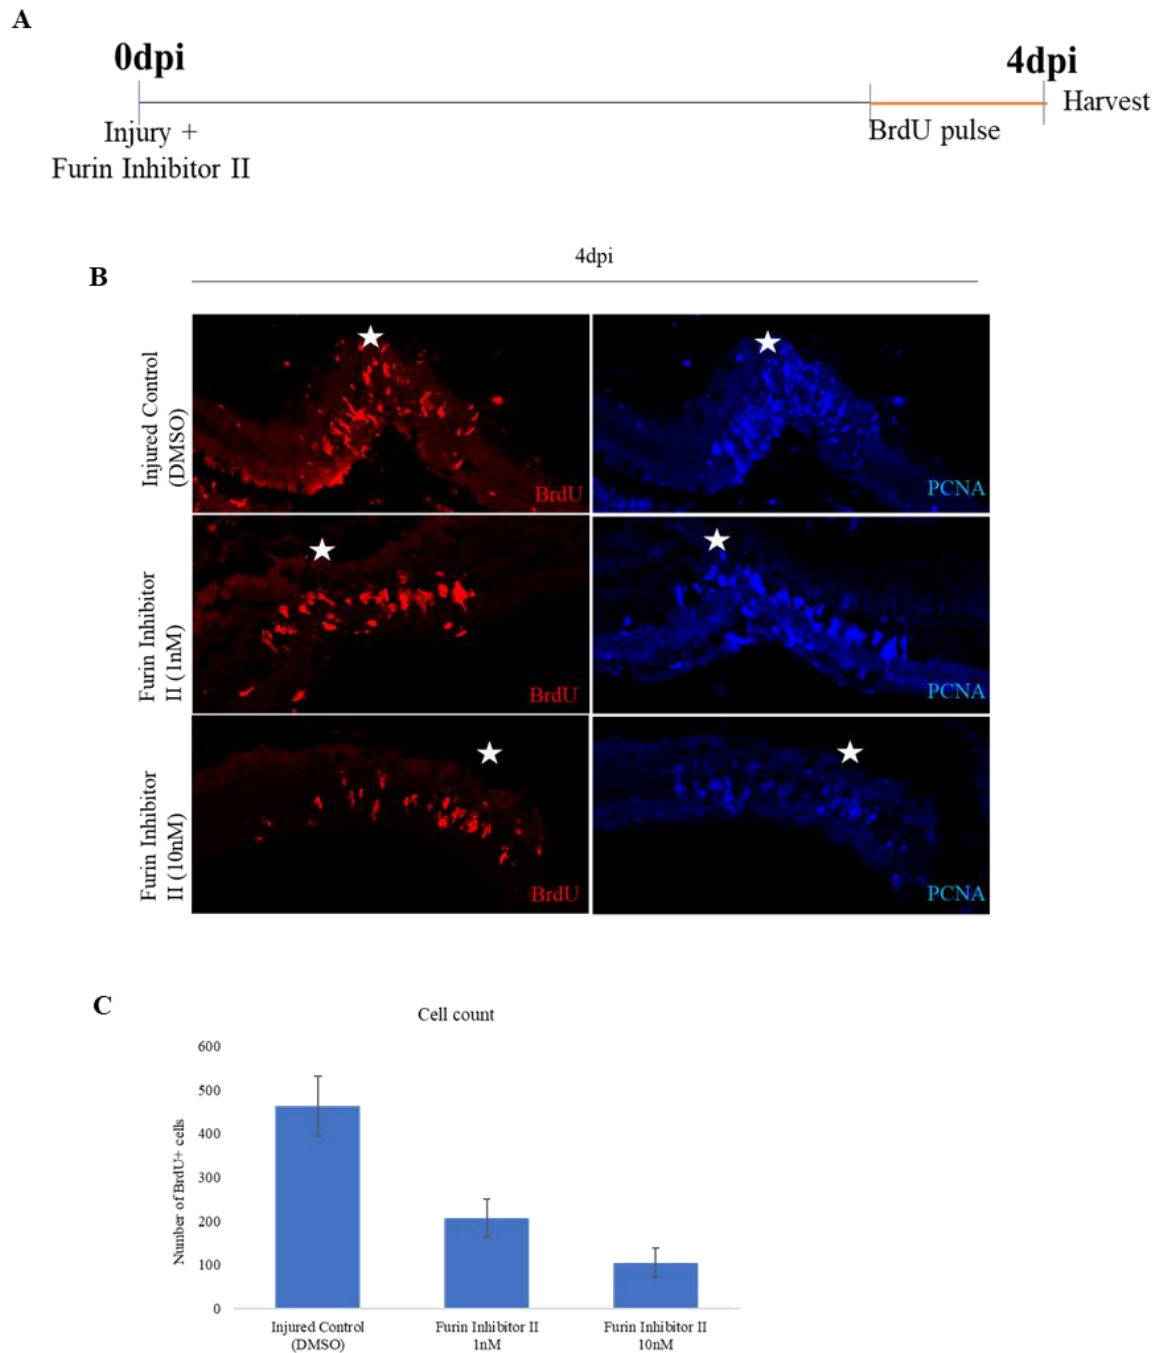 A
0dpi
4dpi
Harvest
Injury +
Furin Inhibitor II
BrdU pulse
4dpi
B
Injured Control
(DMSO)
BrdU
PCNA
Furin Inhibitor
II (1nM)
BrdU
PCNA
Furin Inhibitor
II (10nM)
BrdU
PCNA
C
Cell count
Number of BrdU+ cells
600
500
400
300
200
100
0
Injured Control
(DMSO)
Furin Inhibitor II
1nM
Furin Inhibitor II
10nM